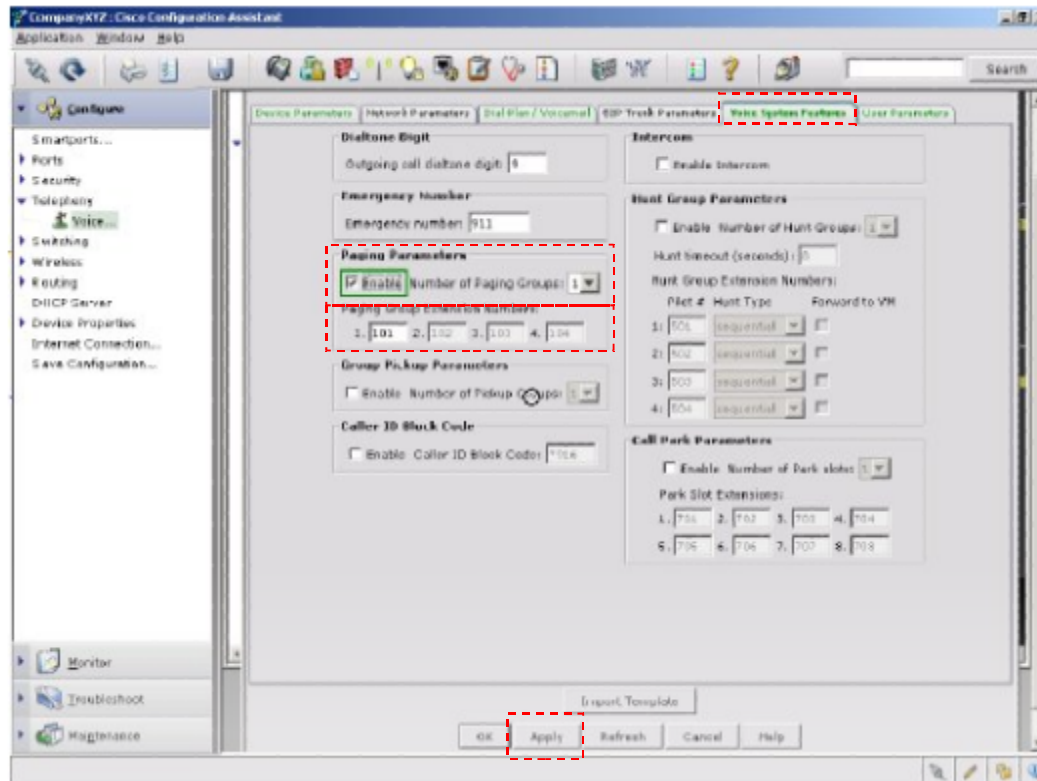 CompanyXYZ : Cisco Configuration Assistant
Application Window Help
Search
Configure
Smartports...
Ports
Security
Telephony
Voice...
Switching
Wireless
Routing
DHCP Server
Device Properties
Internet Connection...
Save Configuration...
Monitor
Troubleshoot
Maintenance
Device Parameters Network Parameters Dial Plan / Voicemail SIP Trunk Parameters Voice System Features User Parameters
Dialtone Digit
Outgoing call dialtone digit: 9
Emergency Number
Emergency number: 911
Paging Parameters
Enable Number of Paging Groups: 1
Paging Group Extension Numbers:
1. 101 2. 102 3. 103 4. 104
Group Pickup Parameters
Enable Number of Pickup Groups: 1
Caller ID Block Code
Enable Caller ID Block Code:
Intercom
Enable Intercom
Hunt Group Parameters
Enable Number of Hunt Groups: 1
Hunt timeout (seconds) :
Hunt Group Extension Numbers:
Pilot # Hunt Type Forward to VM
1: 501 sequential
2: 502 sequential
3: 503 sequential
4: 504 sequential
Call Park Parameters
Enable Number of Park slots: 1
Park Slot Extensions:
1. 701 2. 702 3. 703 4. 704
5. 705 6. 706 7. 707 8. 708
Import Template
OK Apply Refresh Cancel Help